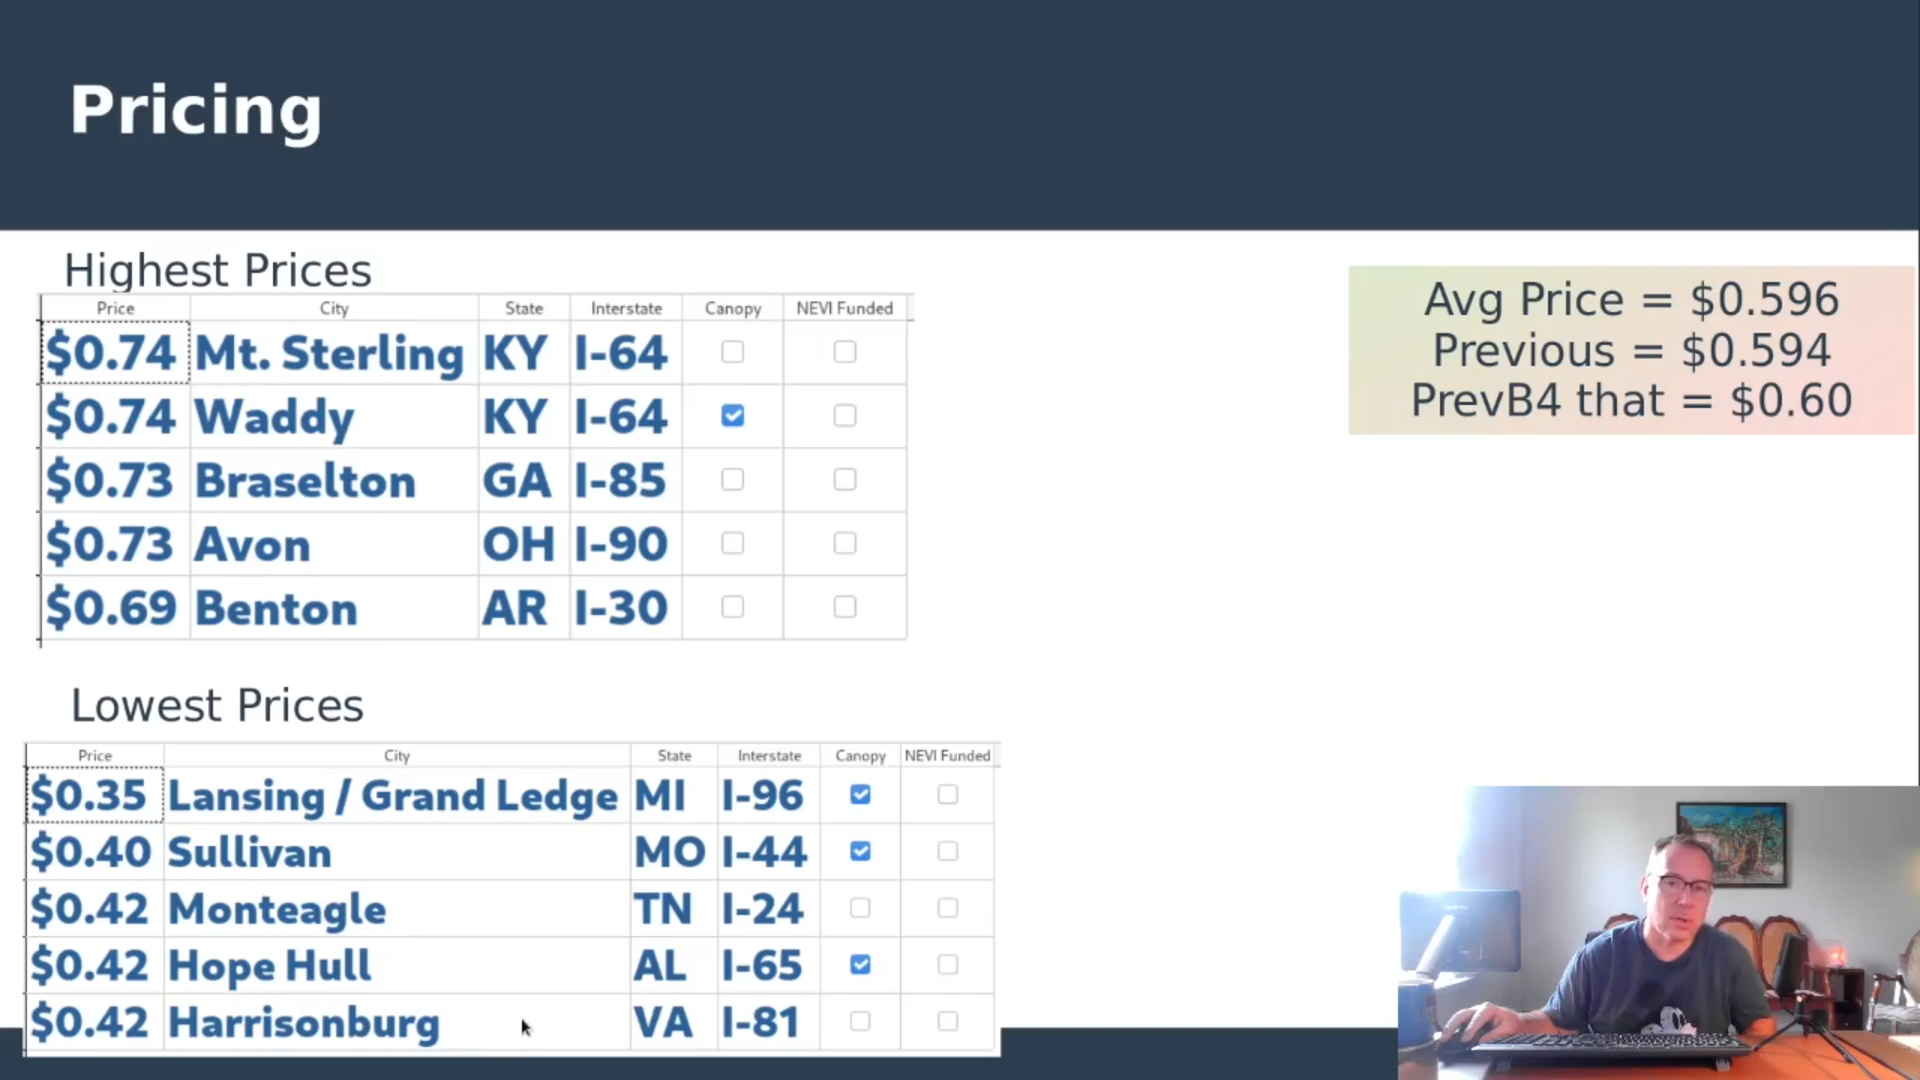 Pricing
Highest Prices
Price City State Interstate Canopy NEVI Funded
$0.74 Mt. Sterling KY I-64
$0.74 Waddy KY I-64
$0.73 Braselton GA I-85
$0.73 Avon OH I-90
$0.69 Benton AR I-30
Avg Price = $0.596
Previous = $0.594
PrevB4 that = $0.60
Lowest Prices
Price City State Interstate Canopy NEVI Funded
$0.35 Lansing / Grand Ledge MI I-96
$0.40 Sullivan MO I-44
$0.42 Monteagle TN I-24
$0.42 Hope Hull AL I-65
$0.42 Harrisonburg VA I-81